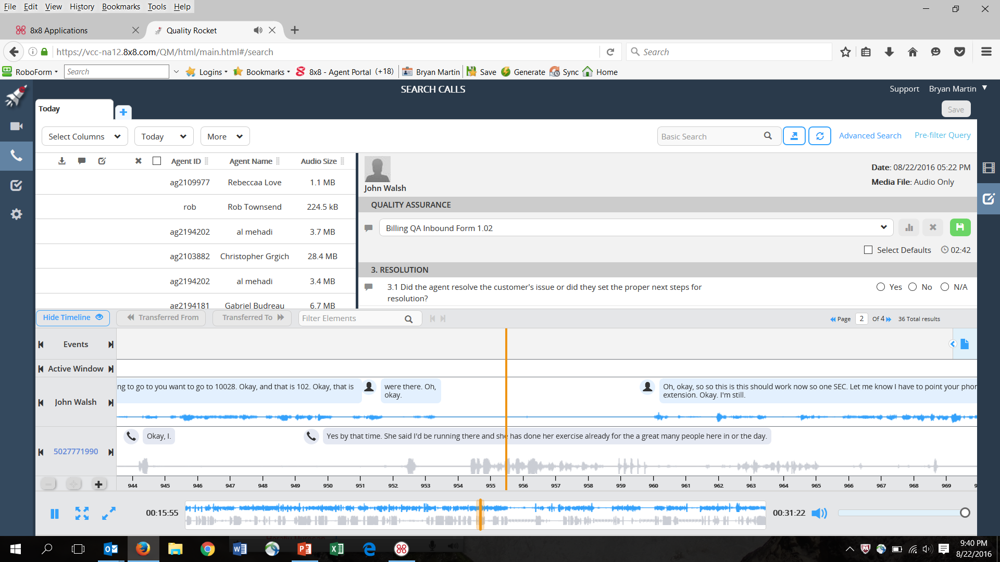 File Edit View History Bookmarks Tools Help
8x8 Applications
Quality Rocket
https://vcc-na12.8x8.com/QM/html/main.html#/search
Search
RoboForm
Search
Logins
Bookmarks
8x8 - Agent Portal (+18)
Bryan Martin
Save
Generate
Sync
Home
SEARCH CALLS
Support
Bryan Martin
Today
Save
Select Columns
Today
More
Basic Search
Advanced Search
Pre-filter Query
Agent ID Agent Name Audio Size
ag2109977 Rebeccaa Love 1.1 MB
rob Rob Townsend 224.5 kB
ag2194202 al mehadi 3.7 MB
ag2103882 Christopher Grgich 28.4 MB
ag2194202 al mehadi 3.4 MB
ag2194181 Gabriel Budreau 6.7 MB
John Walsh
Date: 08/22/2016 05:22 PM
Media File: Audio Only
QUALITY ASSURANCE
Billing QA Inbound Form 1.02
Select Defaults
02:42
3. RESOLUTION
3.1 Did the agent resolve the customer's issue or did they set the proper next steps for
resolution?
Yes No N/A
Hide Timeline
Transferred From
Transferred To
Filter Elements
Page 2 Of 4
36 Total results
Events
Active Window
John Walsh
ng to go to you want to go to 10028. Okay, and that is 102. Okay, that is
were there. Oh,
okay.
Oh, okay, so so this is this should work now so one SEC. Let me know I have to point your phor
extension. Okay. I'm still.
5027771990
Okay, I.
Yes by that time. She said I'd be running there and she has done her exercise already for the a great many people here in or the day.
944 945 946 947 948 949 950 951 952 953 954 955 956 957 958 959 960 961 962 963 964 965 966 967 968 969
00:15:55
00:31:22
9:40 PM
8/22/2016